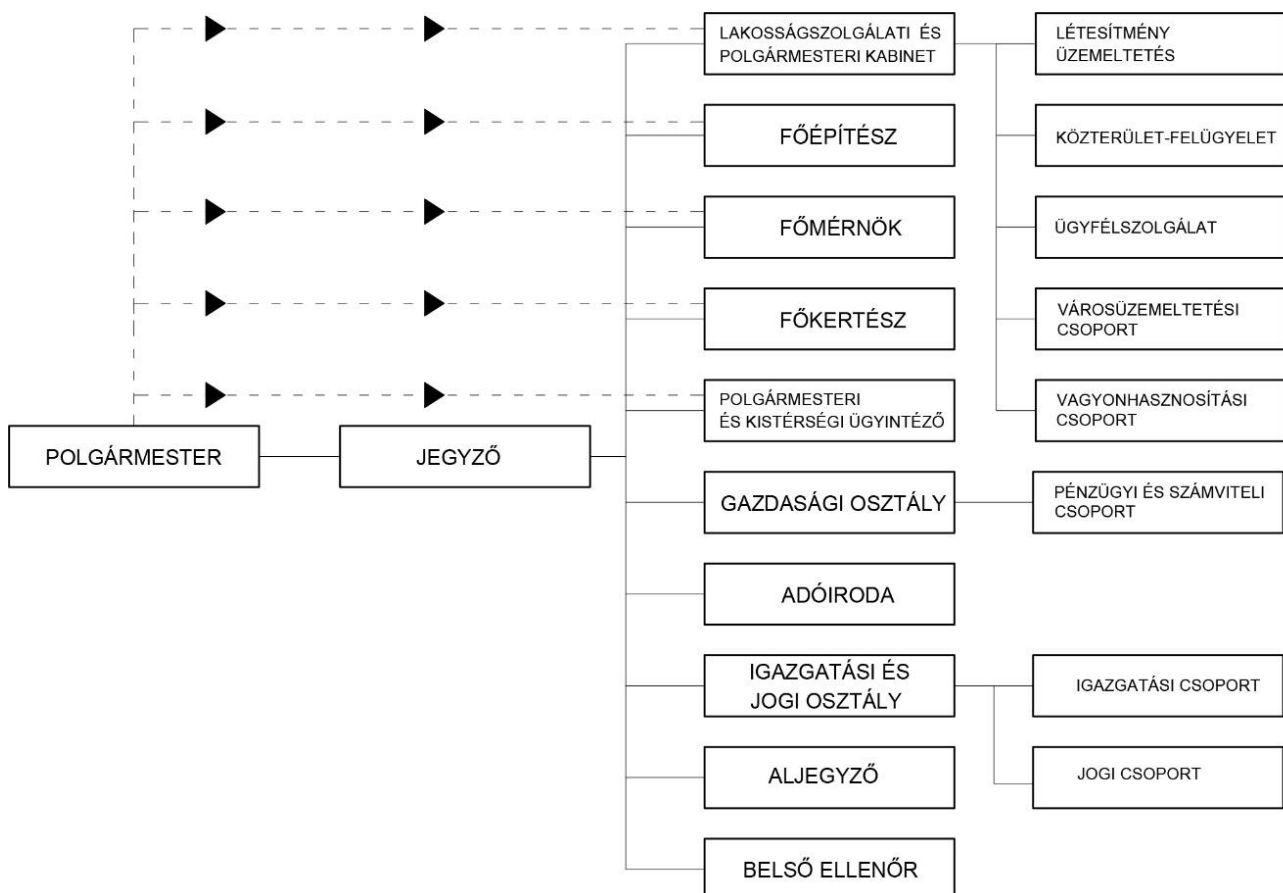 LAKOSSÁGSZOLGÁLATI ÉS
POLGÁRMESTERI KABINET
LÉTESÍTMÉNY
ÜZEMELTETÉS
FŐÉPÍTÉSZ
KÖZTERÜLET-FELÜGYELET
FŐMÉRNÖK
ÜGYFÉLSZOLGÁLAT
FŐKERTÉSZ
VÁROSÜZEMELTETÉSI
CSOPORT
POLGÁRMESTERI
ÉS KISTÉRSÉGI ÜGYINTÉZŐ
VAGYONHASZNOSÍTÁSI
CSOPORT
POLGÁRMESTER
JEGYZŐ
GAZDASÁGI OSZTÁLY
PÉNZÜGYI ÉS SZÁMVITELI
CSOPORT
ADÓIRODA
IGAZGATÁSI ÉS
JOGI OSZTÁLY
IGAZGATÁSI CSOPORT
ALJEGYZŐ
JOGI CSOPORT
BELSŐ ELLENŐR